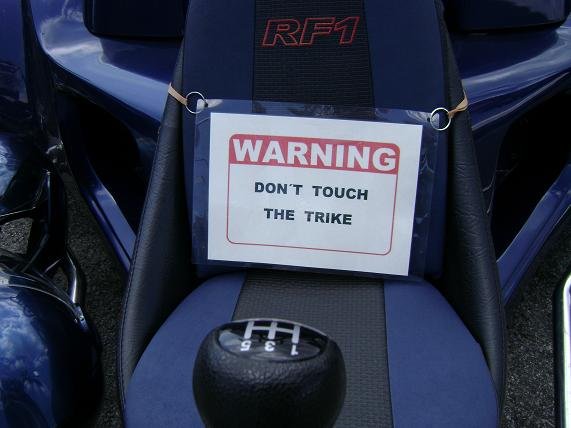 RF1
WARNING
DON´T TOUCH
THE TRIKE
5 3 1